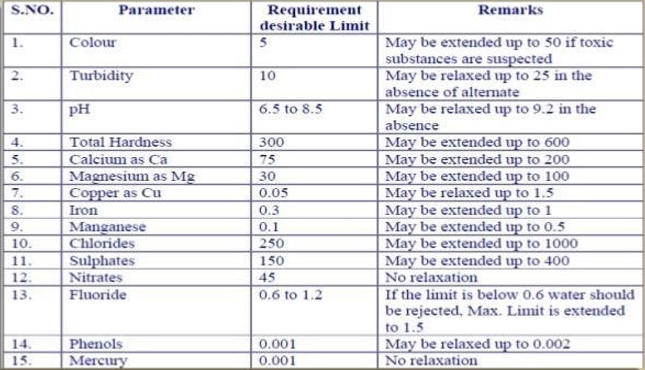 S.NO. Parameter Requirement desirable Limit Remarks
1. Colour 5 May be extended up to 50 if toxic substances are suspected
2. Turbidity 10 May be relaxed up to 25 in the absence of alternate
3. pH 6.5 to 8.5 May be relaxed up to 9.2 in the absence
4. Total Hardness 300 May be extended up to 600
5. Calcium as Ca 75 May be extended up to 200
6. Magnesium as Mg 30 May be extended up to 100
7. Copper as Cu 0.05 May be relaxed up to 1.5
8. Iron 0.3 May be extended up to 1
9. Manganese 0.1 May be extended up to 0.5
10. Chlorides 250 May be extended up to 1000
11. Sulphates 150 May be extended up to 400
12. Nitrates 45 No relaxation
13. Fluoride 0.6 to 1.2 If the limit is below 0.6 water should be rejected, Max. Limit is extended to 1.5
14. Phenols 0.001 May be relaxed up to 0.002
15. Mercury 0.001 No relaxation